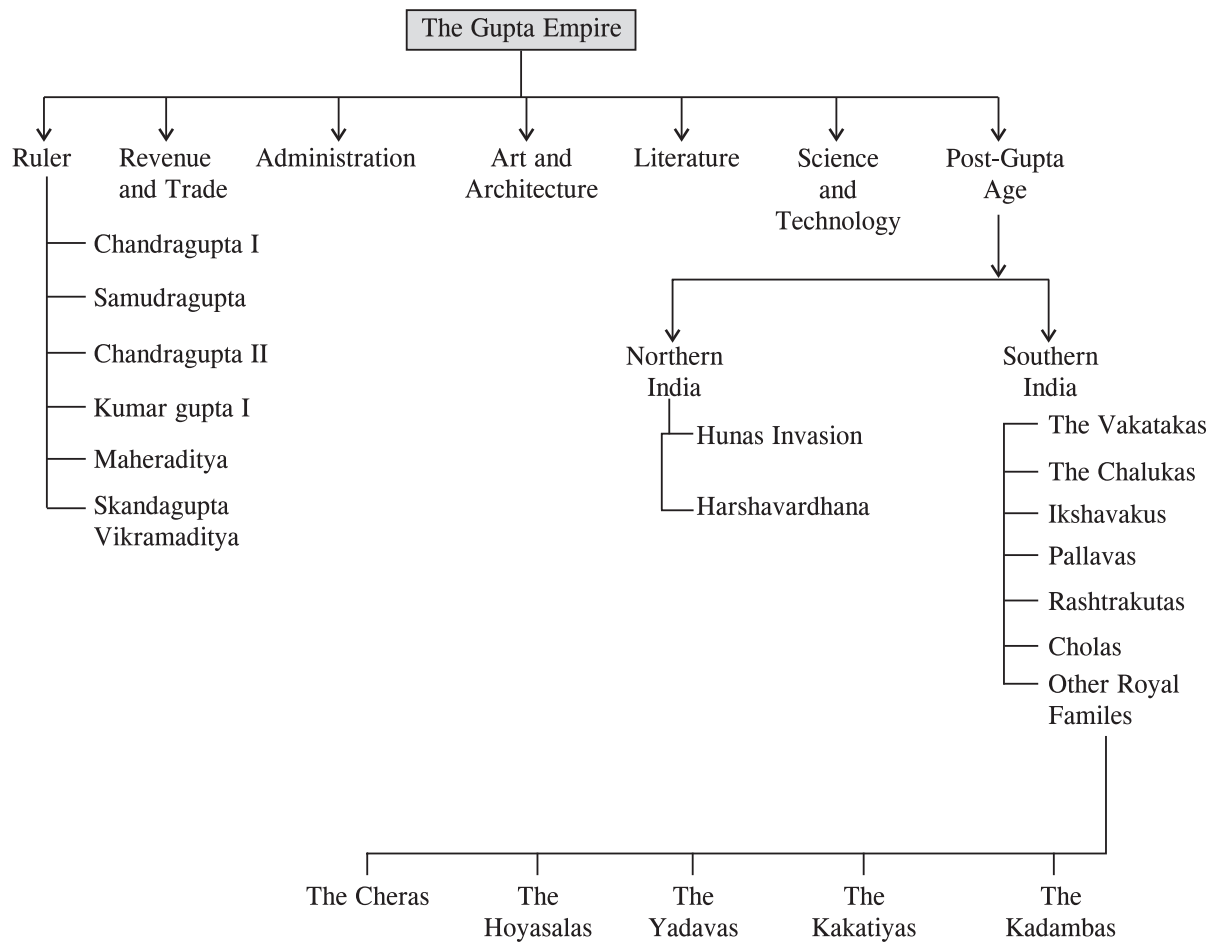 The Gupta Empire
Ruler
Revenue
and Trade
Administration
Art and
Architecture
Literature
Science
and
Technology
Post-Gupta
Age
Chandragupta I
Samudragupta
Chandragupta II
Kumar gupta I
Maheraditya
Skandagupta
Vikramaditya
Northern
India
Hunas Invasion
Harshavardhana
Southern
India
The Vakatakas
The Chalukas
Ikshavakus
Pallavas
Rashtrakutas
Cholas
Other Royal
Familes
The Cheras
The
Hoyasalas
The
Yadavas
The
Kakatiyas
The
Kadambas